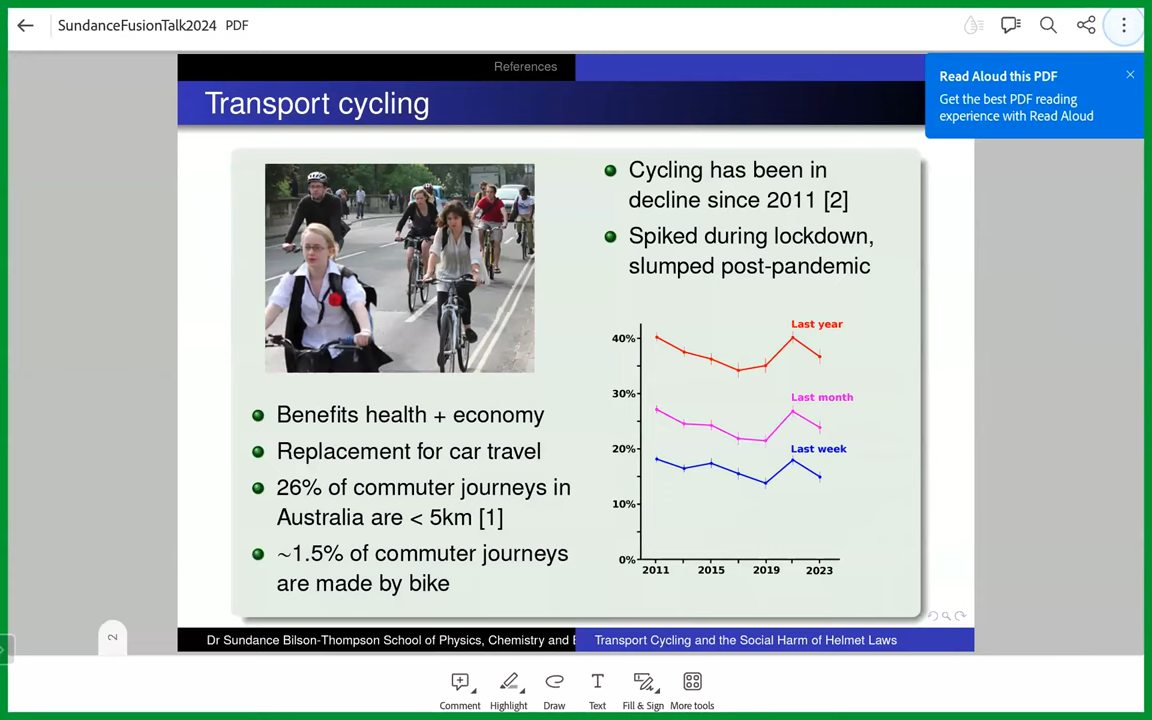 SundanceFusionTalk2024 PDF
Read Aloud this PDF
Get the best PDF reading
experience with Read Aloud
References
Transport cycling
Cycling has been in
decline since 2011 [2]
Spiked during lockdown,
slumped post-pandemic
Benefits health + economy
Replacement for car travel
26% of commuter journeys in
Australia are < 5km [1]
~1.5% of commuter journeys
are made by bike
Last year
40%
30%
Last month
20%
Last week
10%
0%
2011 2015 2019 2023
2
Dr Sundance Bilson-Thompson School of Physics, Chemistry and
Transport Cycling and the Social Harm of Helmet Laws
Comment Highlight Draw Text Fill & Sign More tools